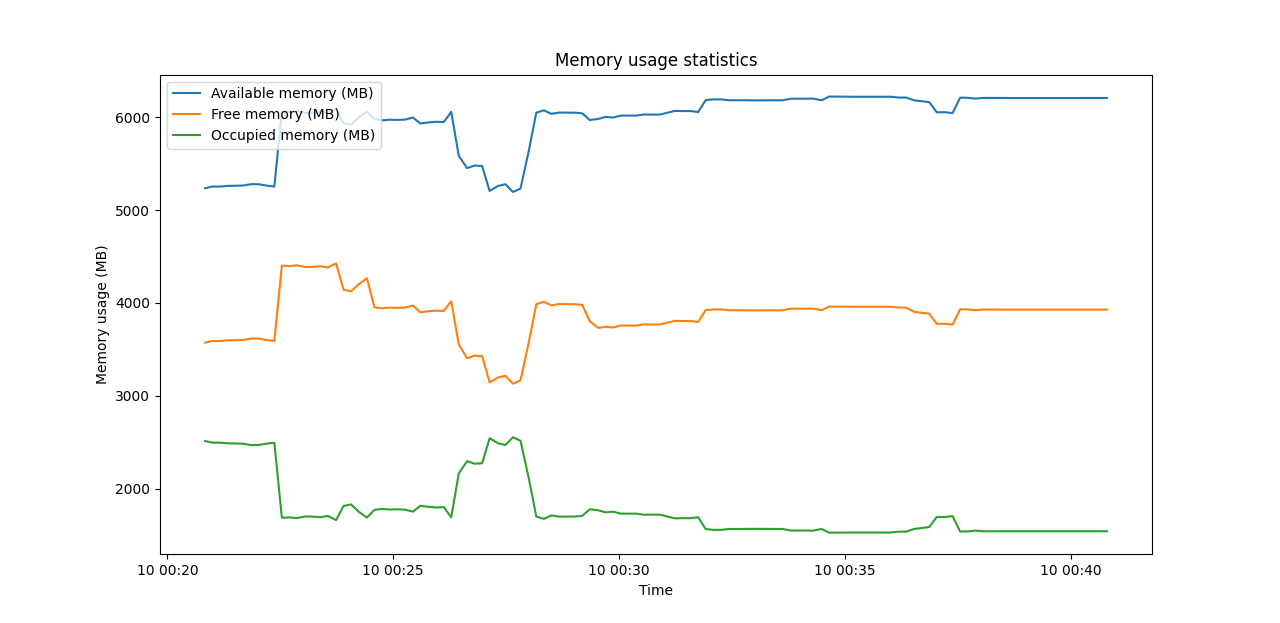 Memory usage statistics
Available memory (MB)
Free memory (MB)
Occupied memory (MB)
6000
5000
4000
3000
2000
Memory usage (MB)
10 00:20
10 00:25
10 00:30
10 00:35
10 00:40
Time